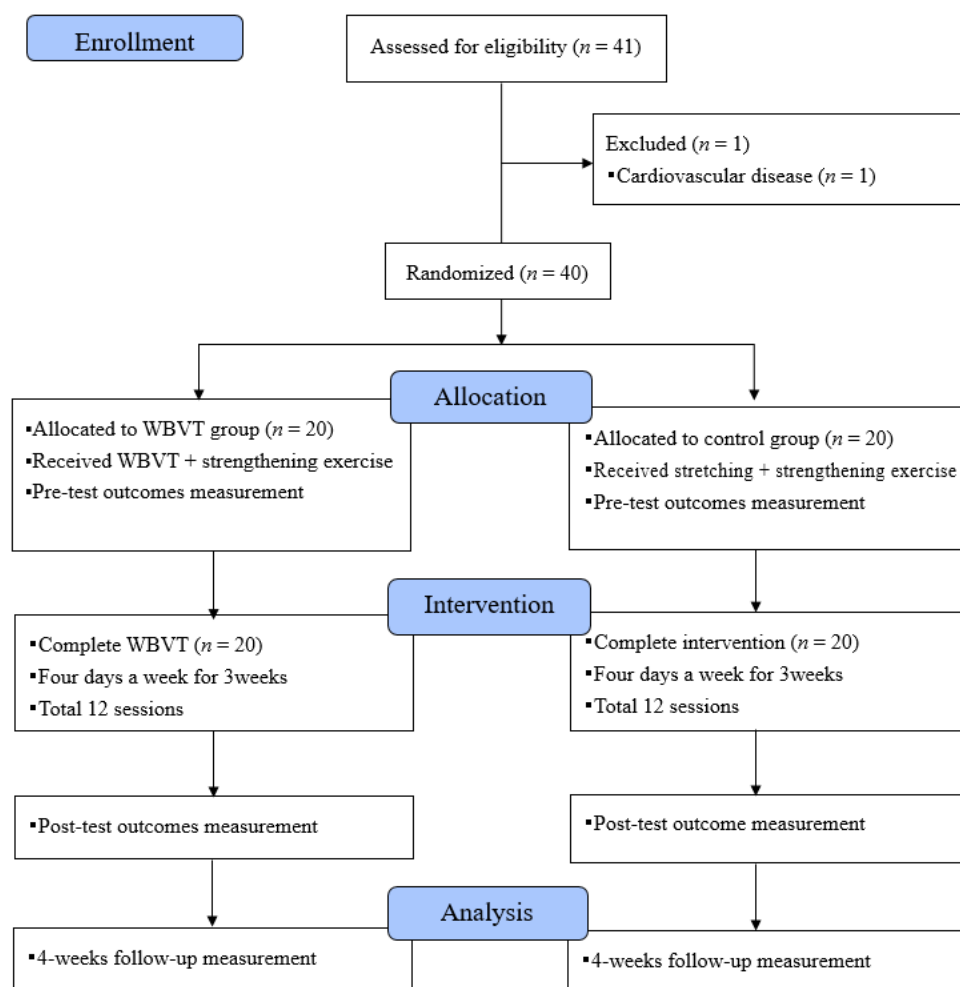 Enrollment
Assessed for eligibility (n = 41)
Excluded (n = 1)
▪Cardiovascular disease (n = 1)
Randomized (n = 40)
Allocation
▪Allocated to WBVT group (n = 20)
▪Received WBVT + strengthening exercise
▪Pre-test outcomes measurement
▪Allocated to control group (n = 20)
▪Received stretching + strengthening exercise
▪Pre-test outcomes measurement
Intervention
▪Complete WBVT (n = 20)
▪Four days a week for 3weeks
▪Total 12 sessions
▪Complete intervention (n = 20)
▪Four days a week for 3weeks
▪Total 12 sessions
▪Post-test outcomes measurement
▪Post-test outcome measurement
Analysis
▪4-weeks follow-up measurement
▪4-weeks follow-up measurement